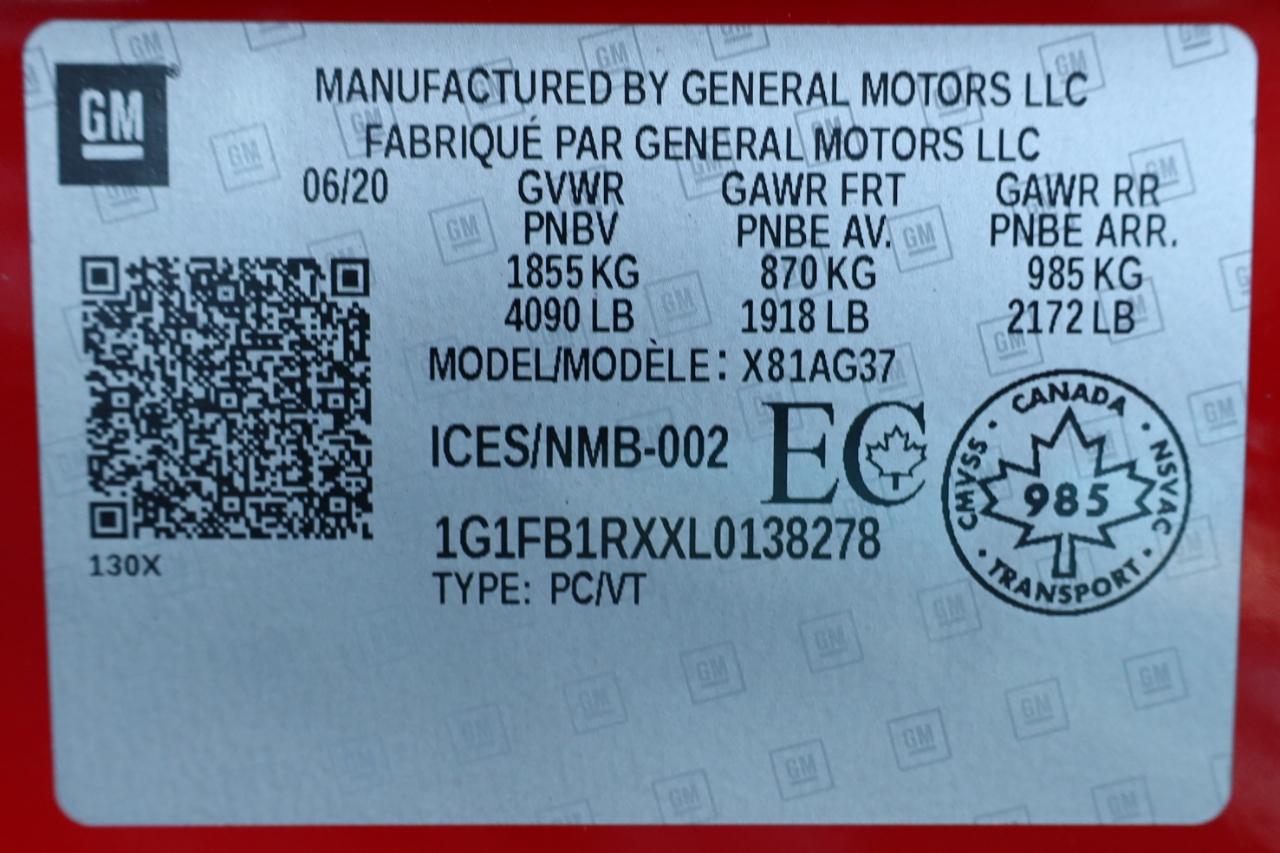 GM
MANUFACTURED BY GENERAL MOTORS LLC
FABRIQUÉ PAR GENERAL MOTORS LLC
06/20 GVWR GAWR FRT GAWR RR
PNBV PNBE AV. PNBE ARR.
1855 KG 870 KG 985 KG
4090 LB 1918 LB 2172 LB
MODEL/MODÈLE: X81AG37
ICES/NMB-002 EC
CANADA
CMVSS 985 NSVAC
TRANSPORT
1G1FB1RXXL0138278
TYPE: PC/VT
130X